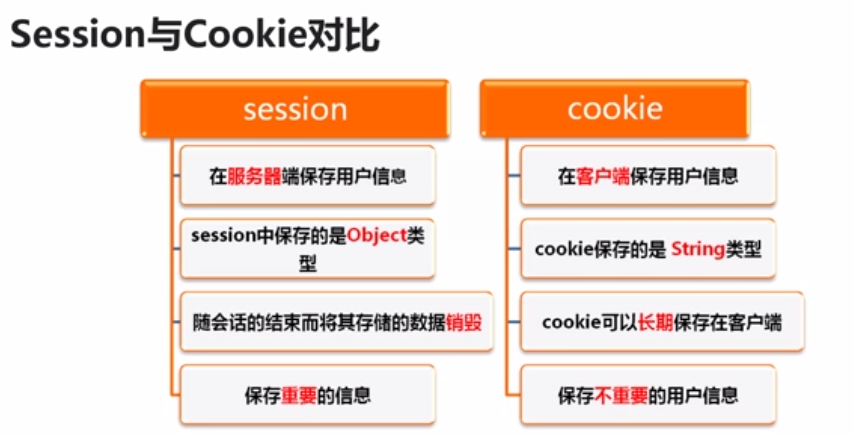 Session与Cookie对比
session
在服务器端保存用户信息
session中保存的是Object类
型
随会话的结束而将其存储的数据销毁
保存重要的信息
cookie
在客户端保存用户信息
cookie保存的是 String类型
cookie可以长期保存在客户端
保存不重要的用户信息